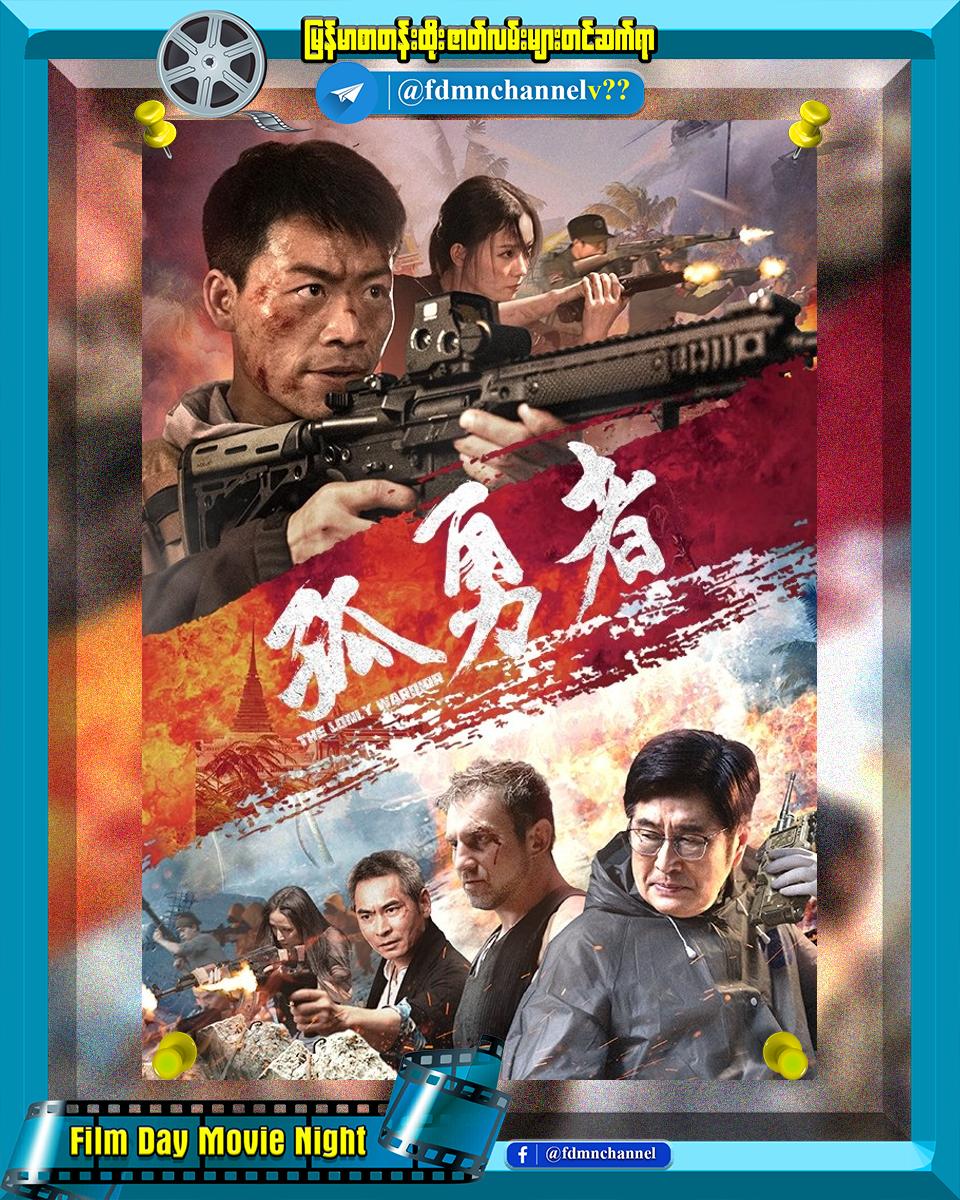 မြန်မာစာတန်းထိုးဇာတ်လမ်းများတင်ဆက်ရာ
@fdmnchannelv??
孤勇者
THE LONLY WARRIOR
Film Day Movie Night
f @fdmnchannel